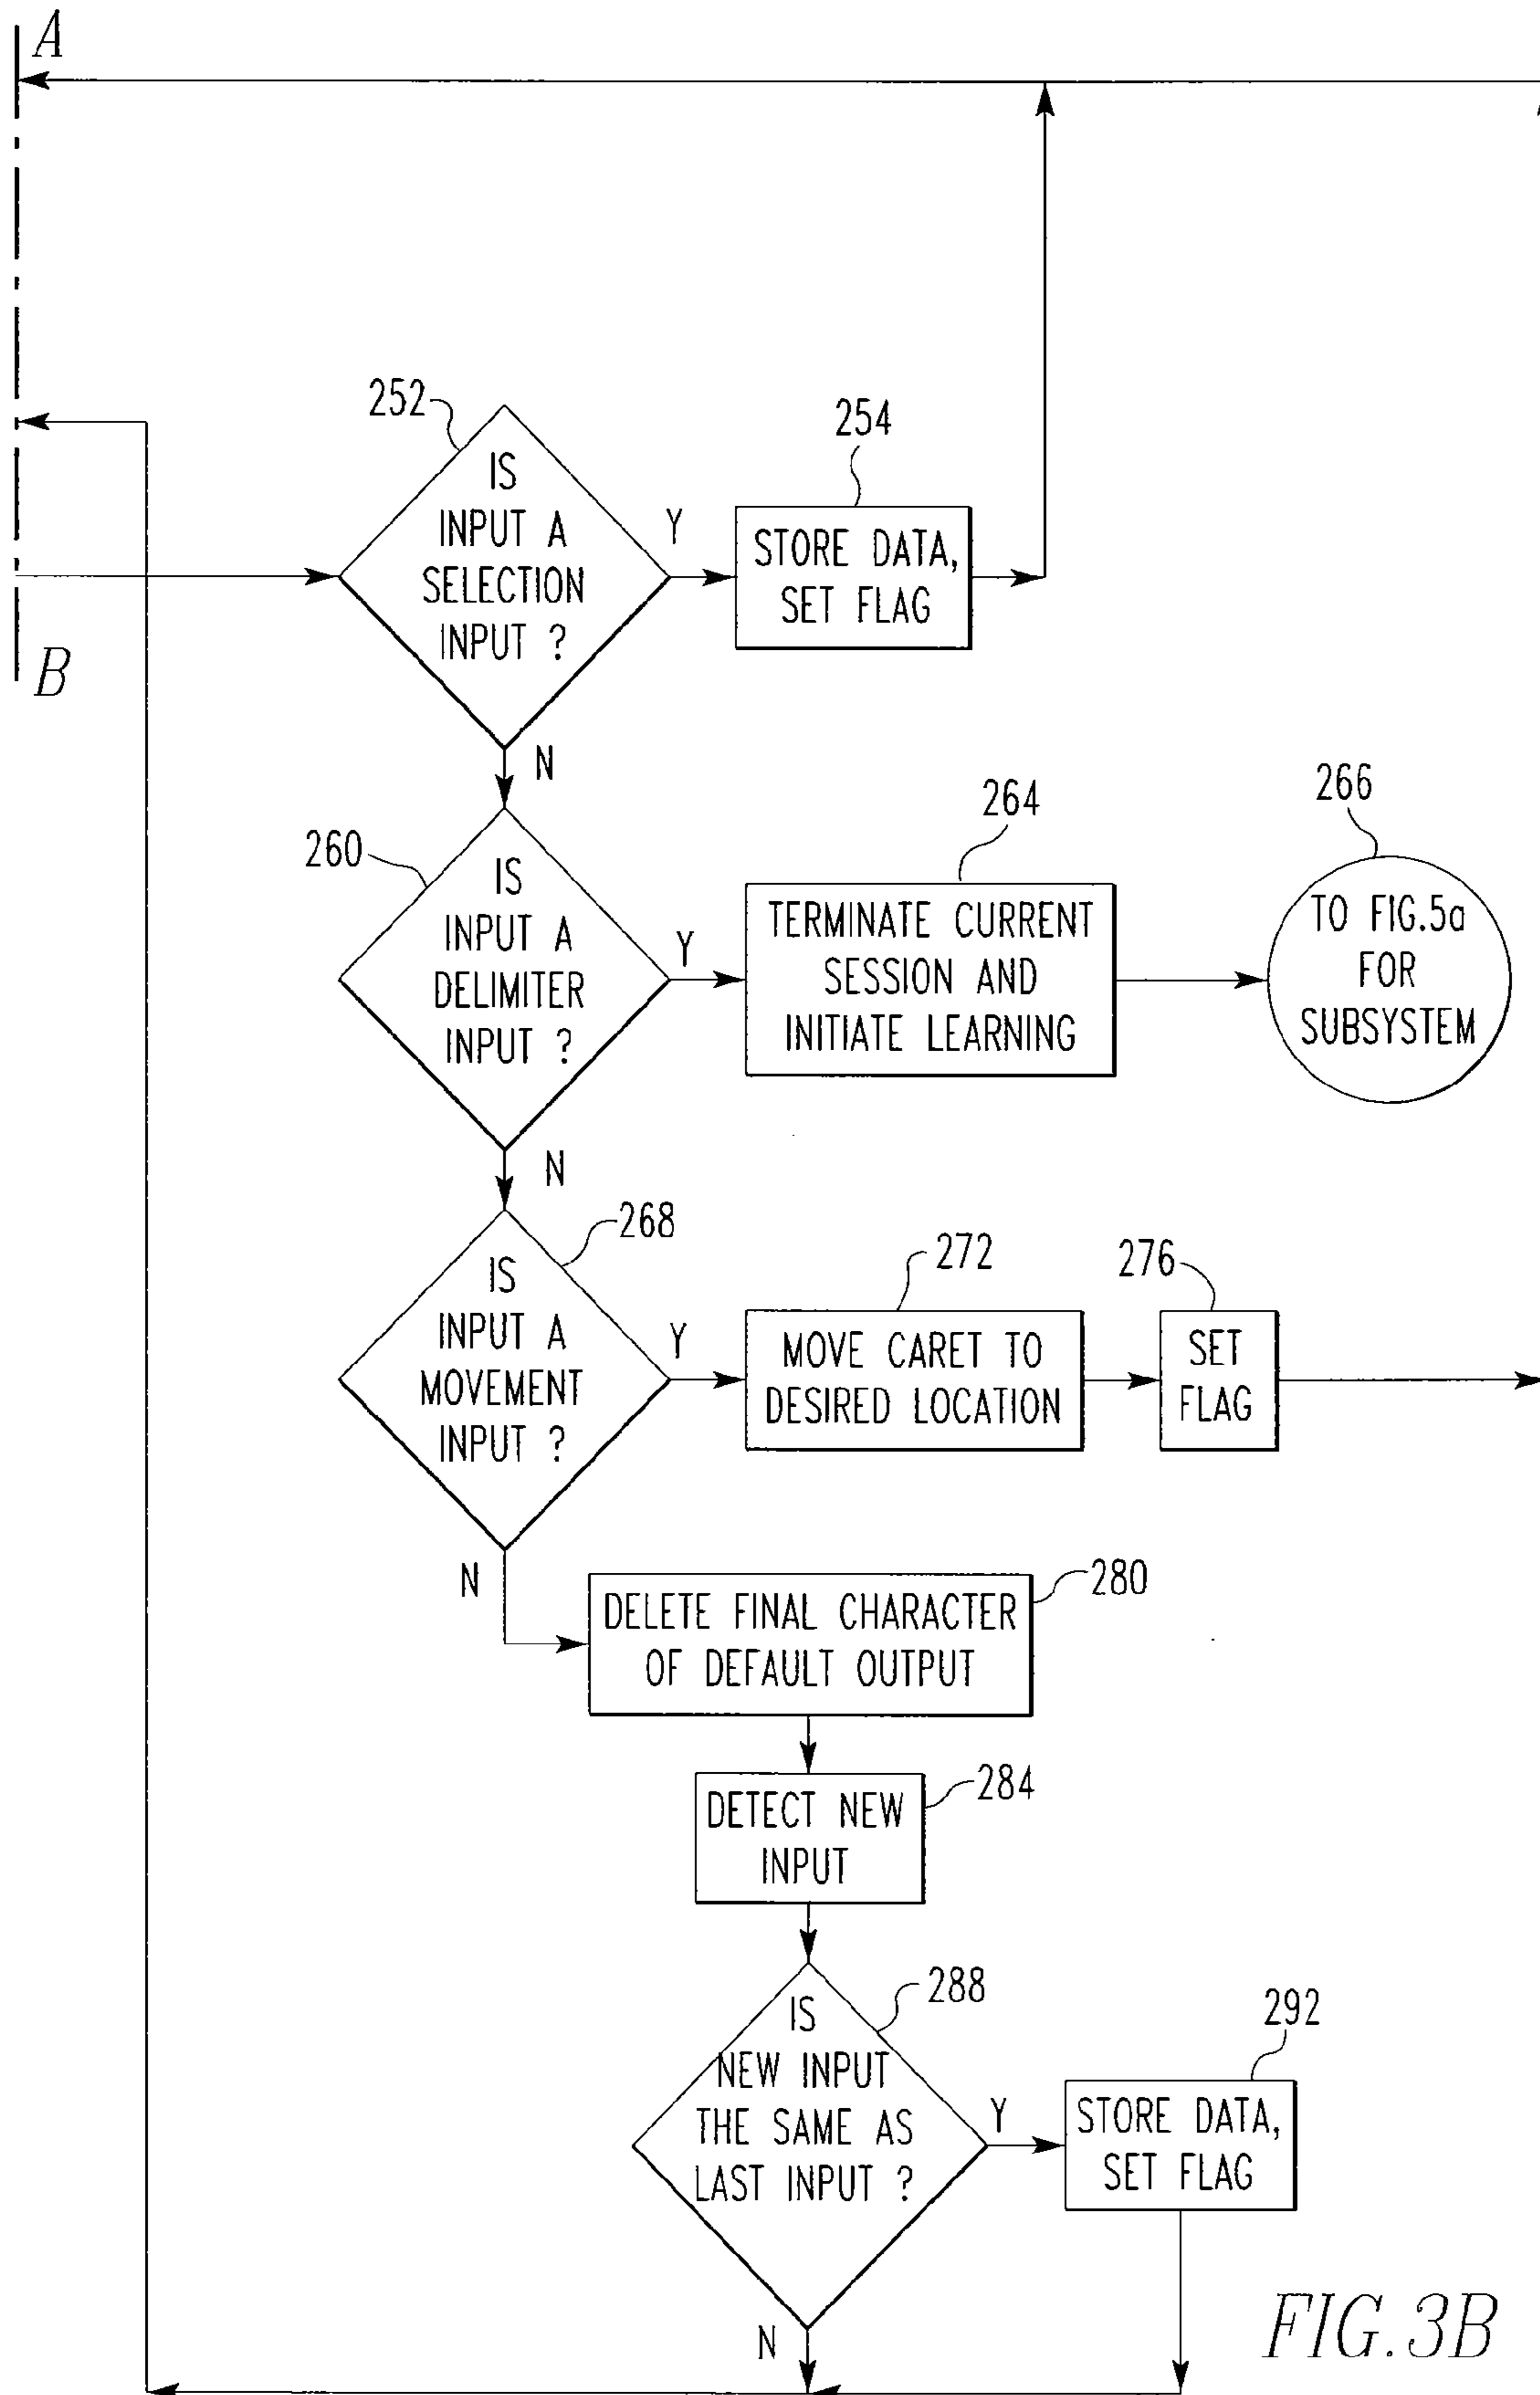 A
252
IS
INPUT A
SELECTION
INPUT ?
Y
254
STORE DATA,
SET FLAG
B
N
260
IS
INPUT A
DELIMITER
INPUT ?
Y
264
TERMINATE CURRENT
SESSION AND
INITIATE LEARNING
266
TO FIG.5a
FOR
SUBSYSTEM
N
268
IS
INPUT A
MOVEMENT
INPUT ?
Y
272
MOVE CARET TO
DESIRED LOCATION
276
SET
FLAG
N
280
DELETE FINAL CHARACTER
OF DEFAULT OUTPUT
284
DETECT NEW
INPUT
288
IS
NEW INPUT
THE SAME AS
LAST INPUT ?
Y
292
STORE DATA,
SET FLAG
N
FIG.3B